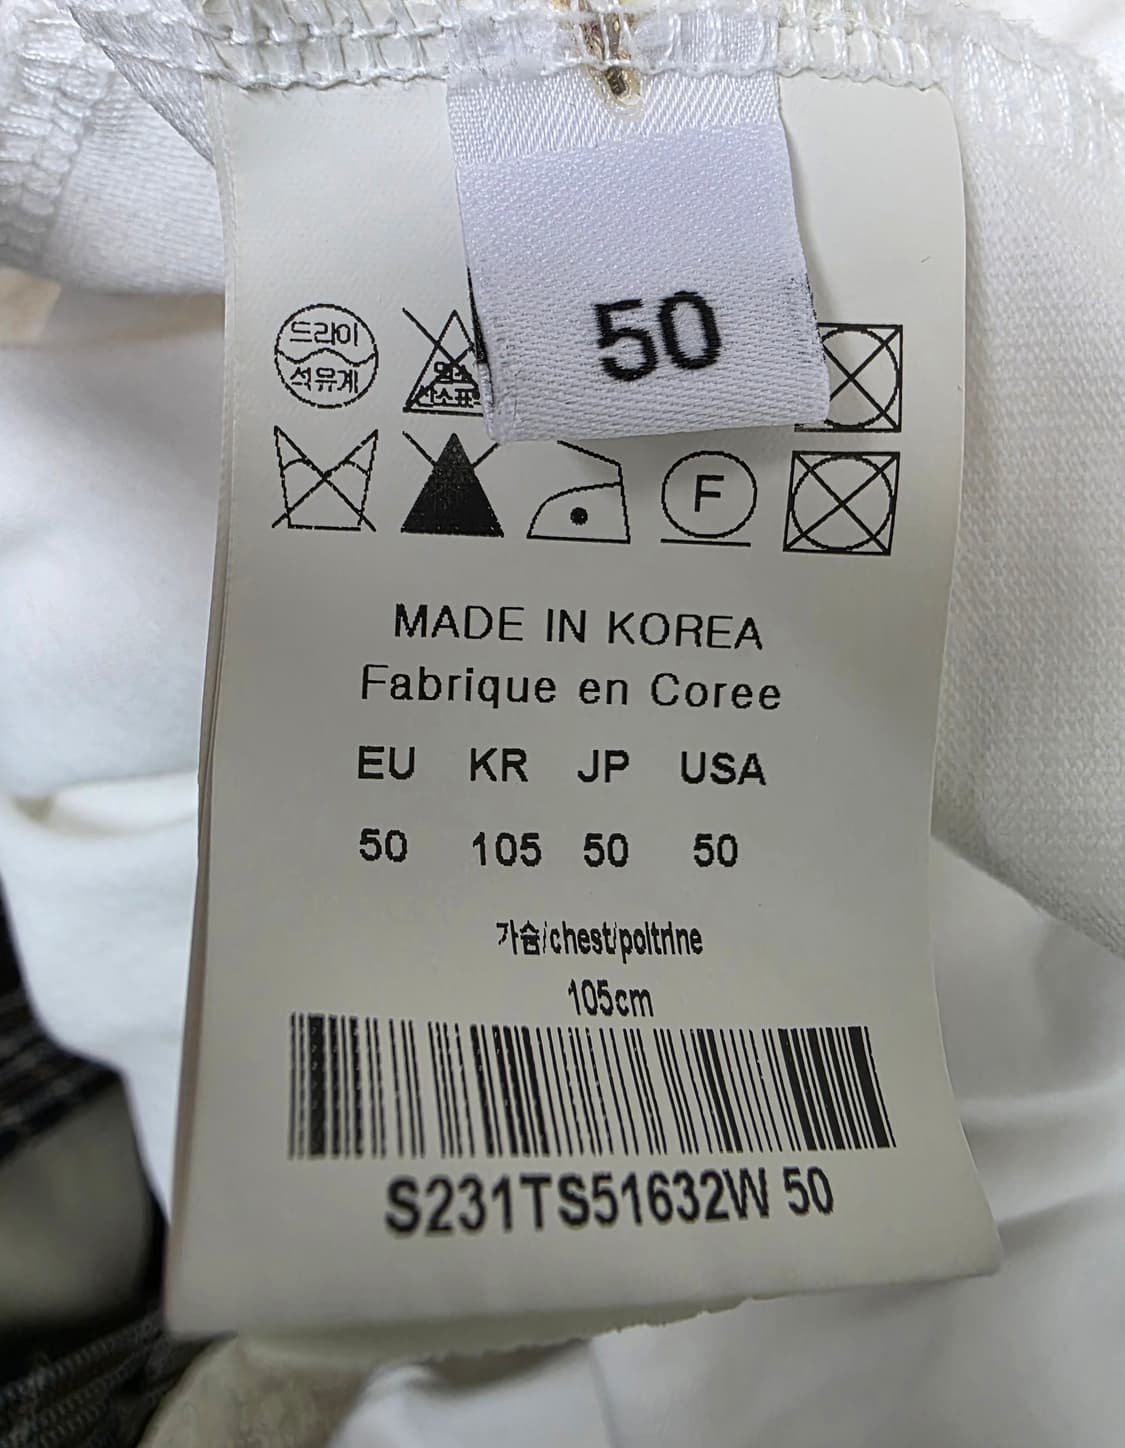 50
드라이
석유계
F
MADE IN KOREA
Fabrique en Coree
EU KR JP USA
50 105 50 50
가슴/chest/poitrine
105cm
S231TS51632W 50